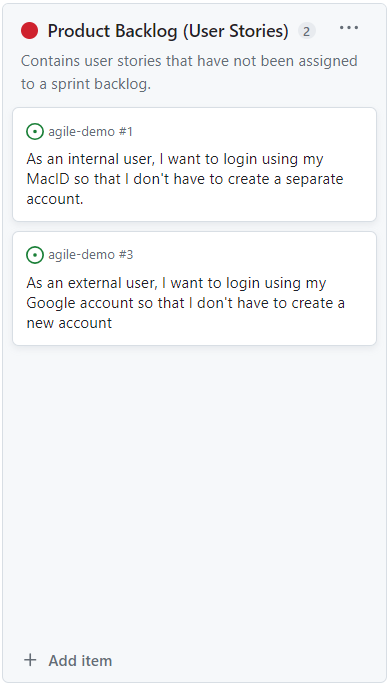 Product Backlog (User Stories) 2 ...
Contains user stories that have not been assigned
to a sprint backlog.
agile-demo #1
As an internal user, I want to login using my
MacID so that I don't have to create a separate
account.
agile-demo #3
As an external user, I want to login using my
Google account so that I don't have to create a
new account
+ Add item